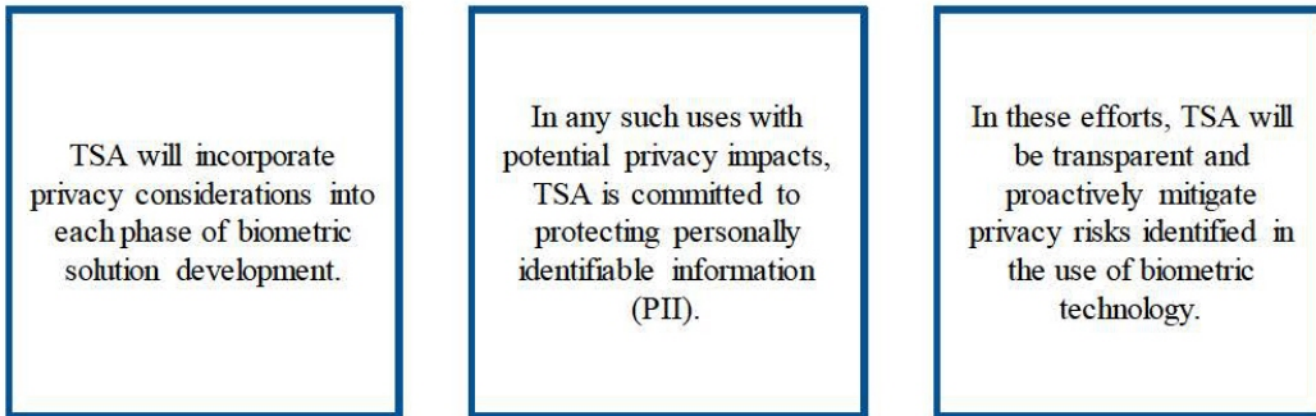 TSA will incorporate
privacy considerations into
each phase of biometric
solution development.
In any such uses with
potential privacy impacts,
TSA is committed to
protecting personally
identifiable information
(PII).
In these efforts, TSA will
be transparent and
proactively mitigate
privacy risks identified in
the use of biometric
technology.